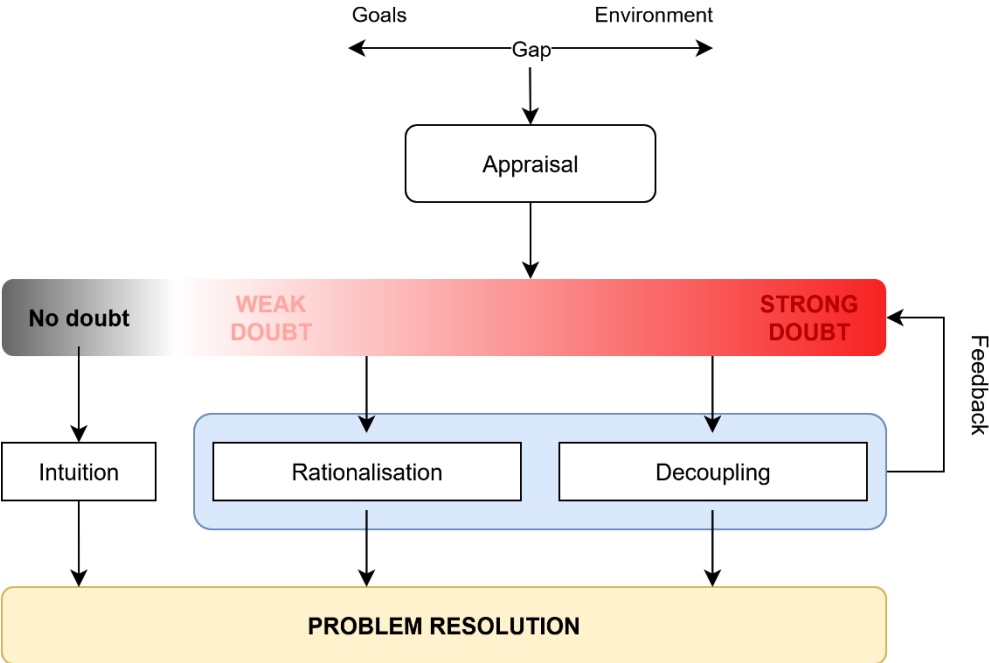 Goals
Environment
Gap
Appraisal
No doubt
WEAK
DOUBT
STRONG
DOUBT
Feedback
Intuition
Rationalisation
Decoupling
PROBLEM RESOLUTION